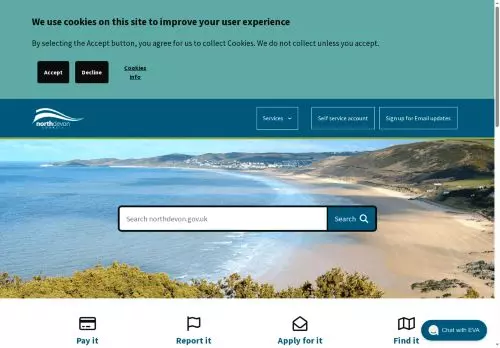 We use cookies on this site to improve your user experience
By selecting the Accept button, you agree for us to collect Cookies. We do not collect unless you accept.
Accept
Decline
Cookies
Info
northdevon
COUNCIL
Services
Self service account
Sign up for Email updates
Search northdevon.gov.uk
Search
Pay it
Report it
Apply for it
Find it
Chat with EVA